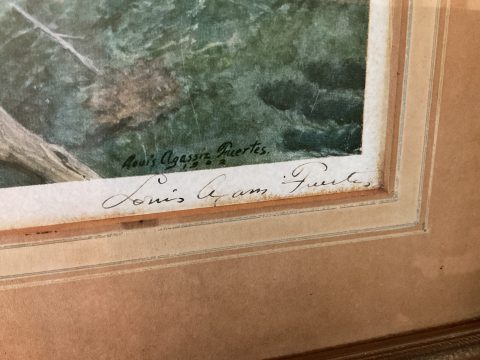 Louis Agassiz Fuertes.
Louis Agassiz Fuertes